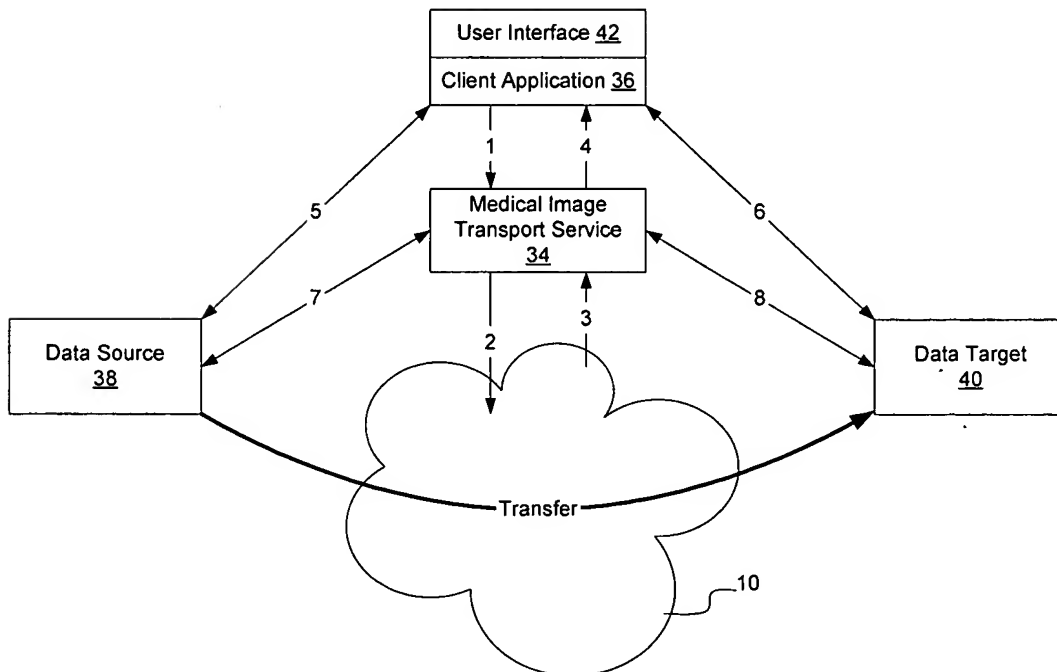 User Interface 42
Client Application 36
1
4
Medical Image
Transport Service
34
5
6
7
8
2
3
Data Source
38
Data Target
40
Transfer
10